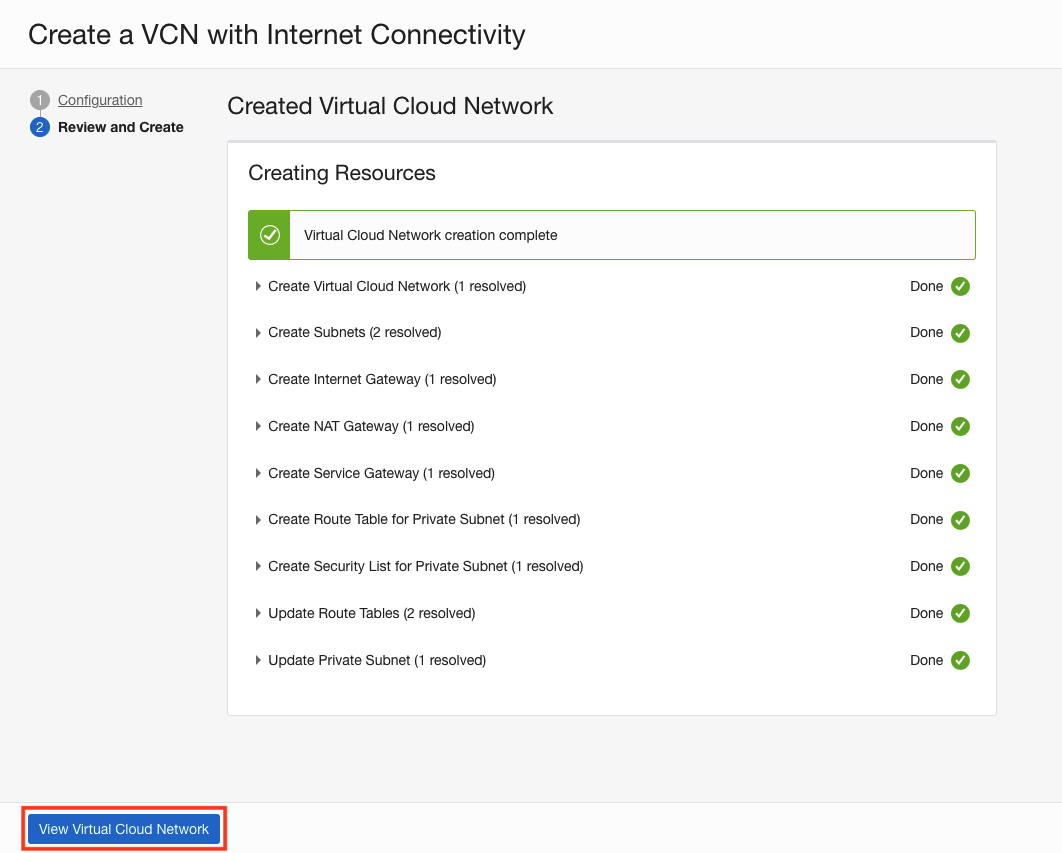 Create a VCN with Internet Connectivity
1 Configuration
2 Review and Create
Created Virtual Cloud Network
Creating Resources
Virtual Cloud Network creation complete
Create Virtual Cloud Network (1 resolved) Done
Create Subnets (2 resolved) Done
Create Internet Gateway (1 resolved) Done
Create NAT Gateway (1 resolved) Done
Create Service Gateway (1 resolved) Done
Create Route Table for Private Subnet (1 resolved) Done
Create Security List for Private Subnet (1 resolved) Done
Update Route Tables (2 resolved) Done
Update Private Subnet (1 resolved) Done
View Virtual Cloud Network